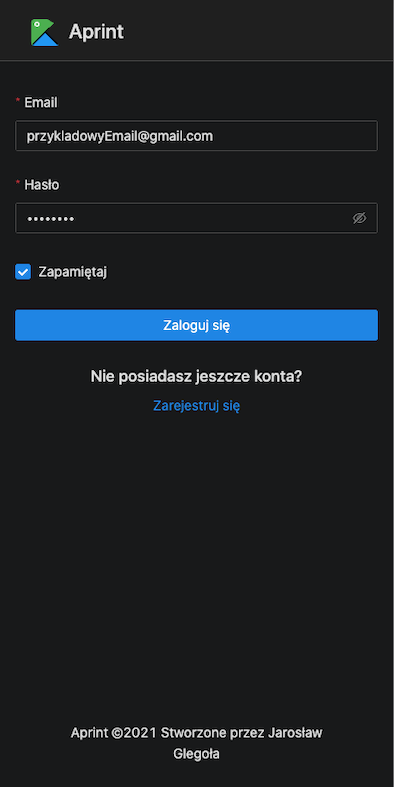 Aprint
* Email
przykladowyEmail@gmail.com
* Hasło
••••••••
Zapamiętaj
Zaloguj się
Nie posiadasz jeszcze konta?
Zarejestruj się
Aprint ©2021 Stworzone przez Jarosław
Glegoła